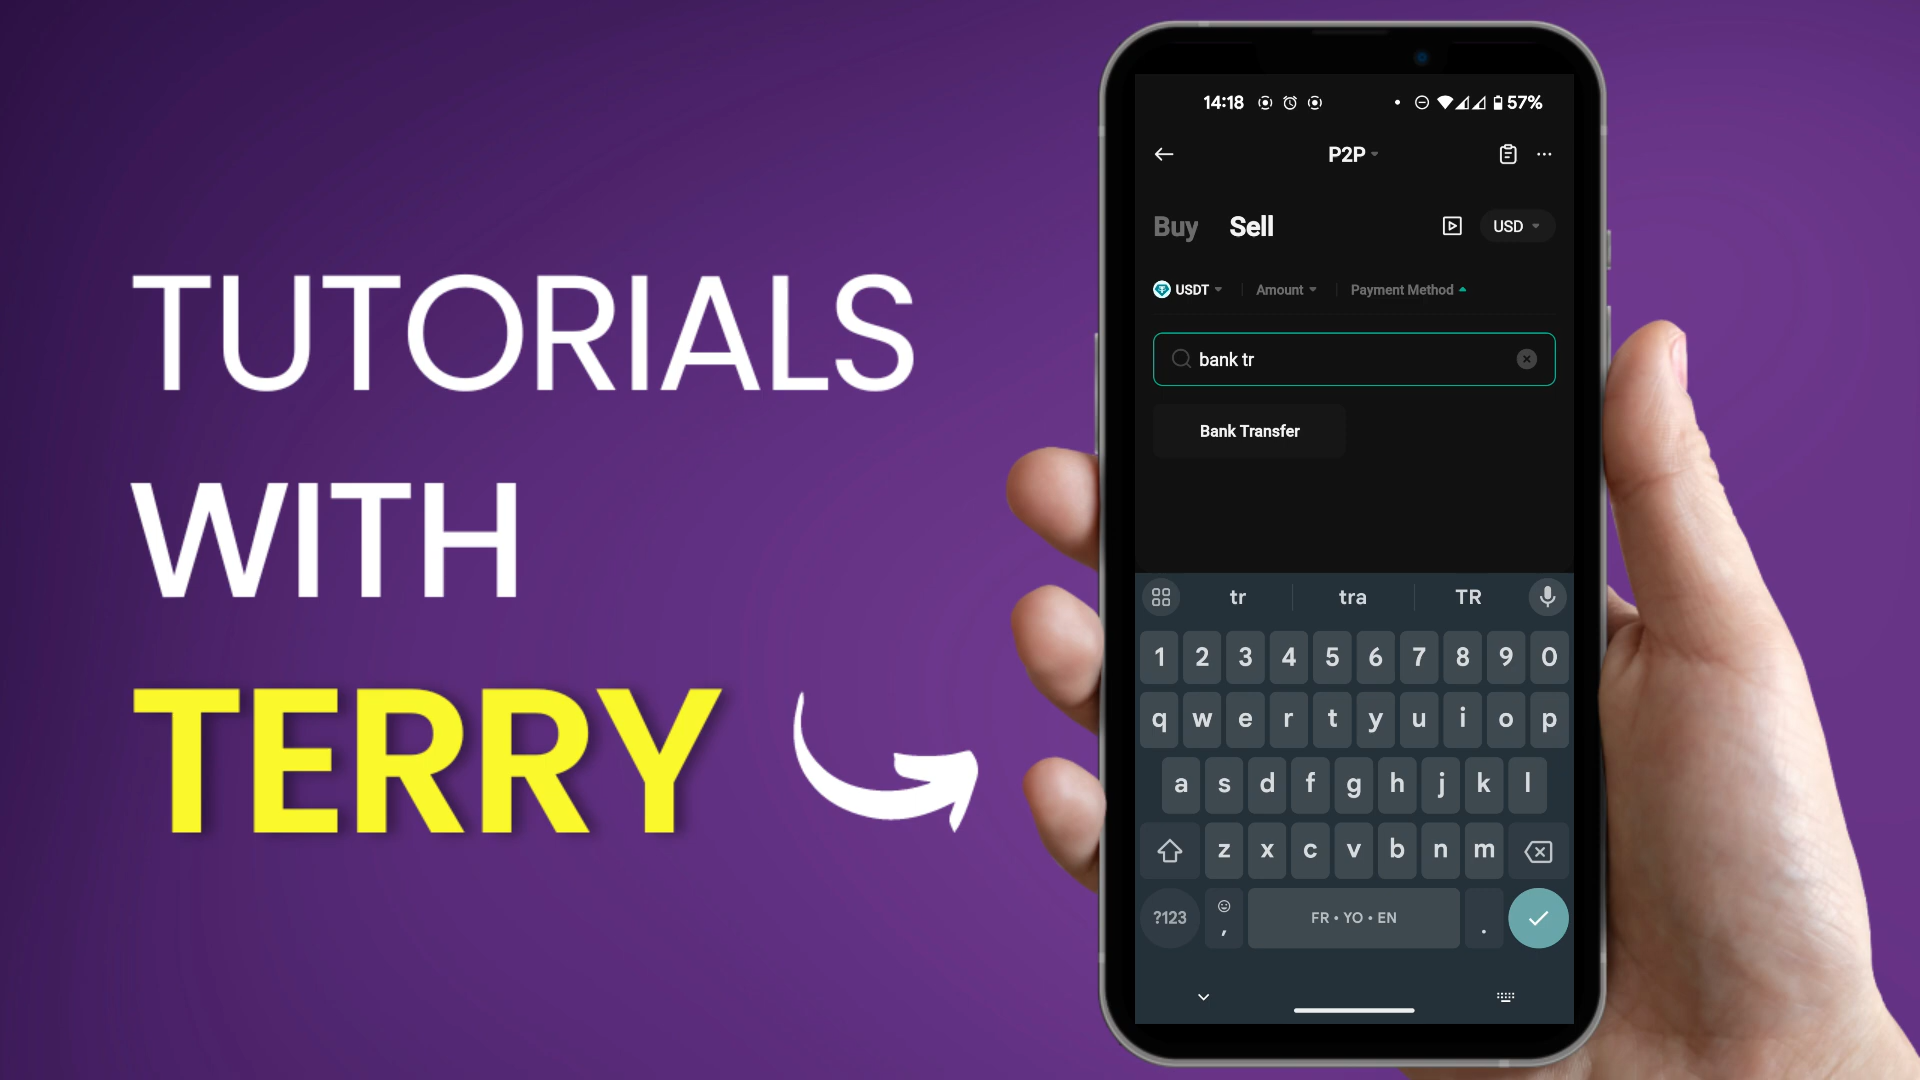 TUTORIALS
WITH
TERRY
14:18 57%
P2P
Buy Sell USD
USDT Amount Payment Method
bank tr
Bank Transfer
tr tra TR
1 2 3 4 5 6 7 8 9 0
q w e r t y u i o p
a s d f g h j k l
z x c v b n m
?123 , FR • YO • EN .